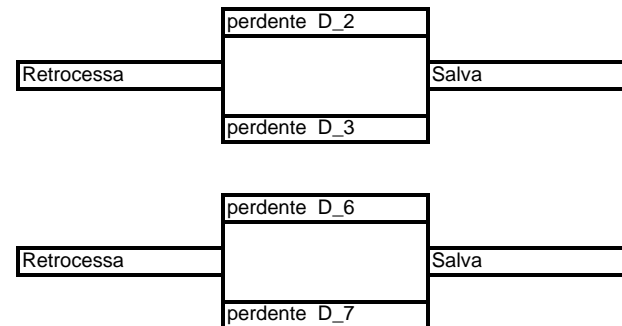 perdente D_2
Retrocessa
Salva
perdente D_3
perdente D_6
Retrocessa
Salva
perdente D_7